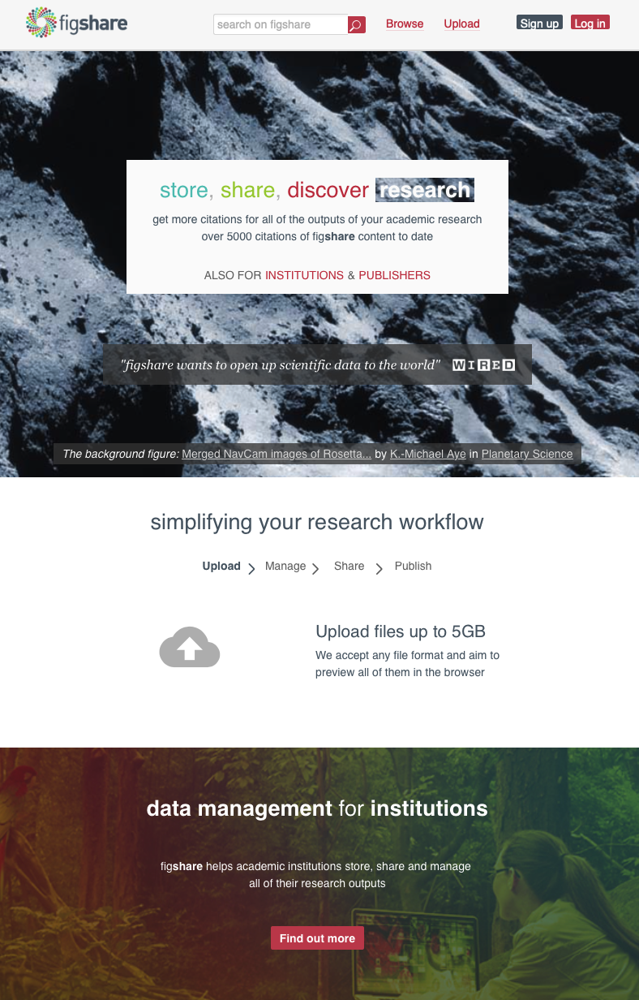 figshare
search on figshare
Browse
Upload
Sign up
Log in
store, share, discover research
get more citations for all of the outputs of your academic research
over 5000 citations of figshare content to date
ALSO FOR INSTITUTIONS & PUBLISHERS
"figshare wants to open up scientific data to the world" WIRED
The background figure: Merged NavCam images of Rosetta... by K.-Michael Aye in Planetary Science
simplifying your research workflow
Upload
Manage
Share
Publish
Upload files up to 5GB
We accept any file format and aim to
preview all of them in the browser
data management for institutions
figshare helps academic institutions store, share and manage
all of their research outputs
Find out more